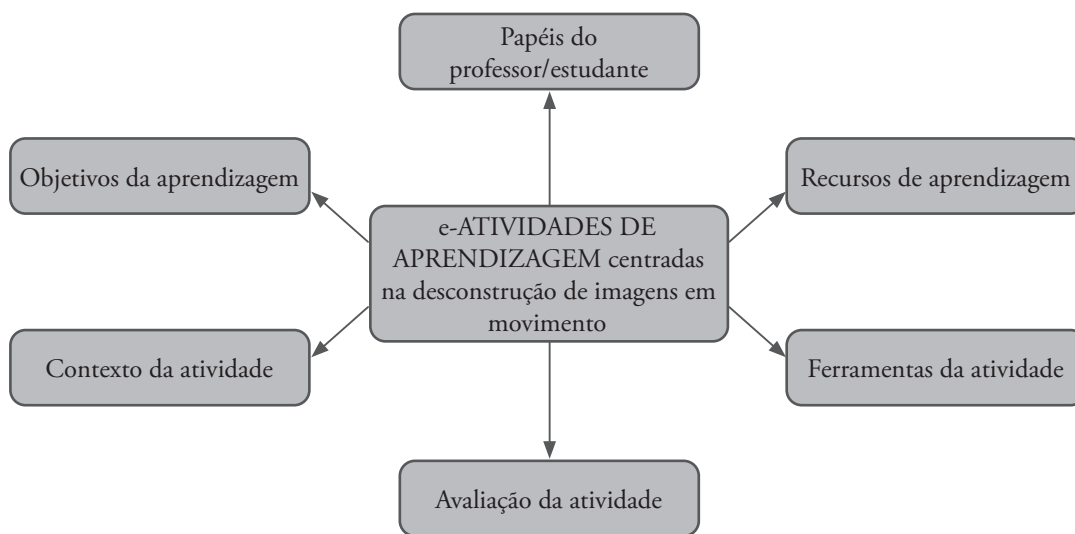 Papéis do
professor/estudante
Objetivos da aprendizagem
Recursos de aprendizagem
e-ATIVIDADES DE
APRENDIZAGEM centradas
na desconstrução de imagens em
movimento
Contexto da atividade
Ferramentas da atividade
Avaliação da atividade